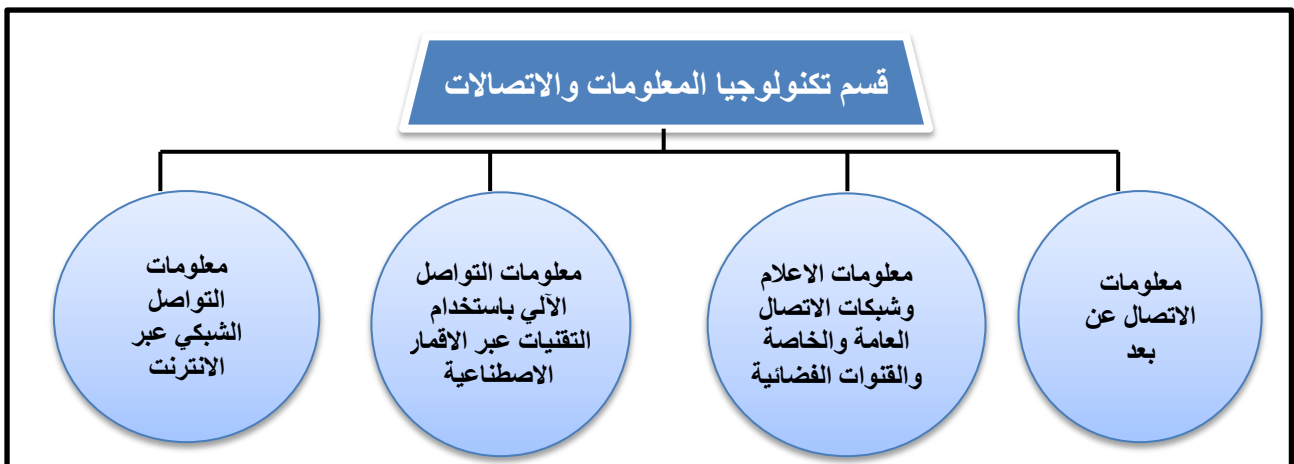 قسم تكنولوجيا المعلومات والاتصالات
معلومات
الاتصال عن
بعد
معلومات الاعلام
وشبكات الاتصال
العامة والخاصة
والقنوات الفضائية
معلومات التواصل
الآلي باستخدام
التقنيات عبر الاقمار
الاصطناعية
معلومات
التواصل
الشبكي عبر
الانترنت